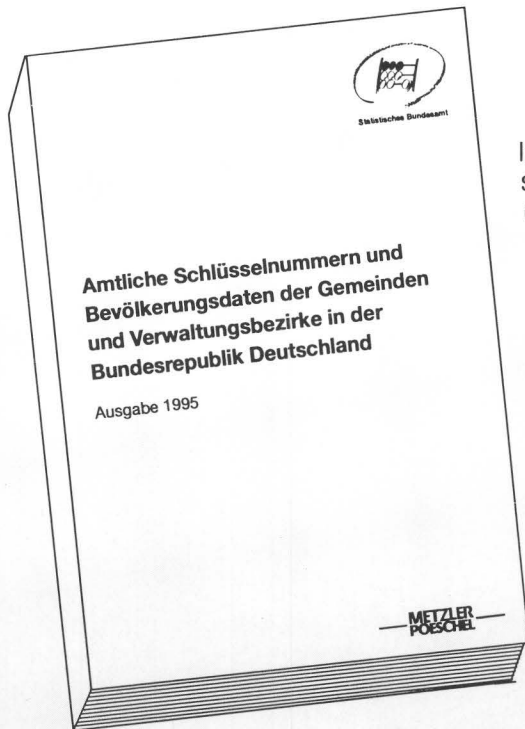 Statistisches Bundesamt
Amtliche Schlüsselnummern und
Bevölkerungsdaten der Gemeinden
und Verwaltungsbezirke in der
Bundesrepublik Deutschland
Ausgabe 1995
METZLER
POESCHEL